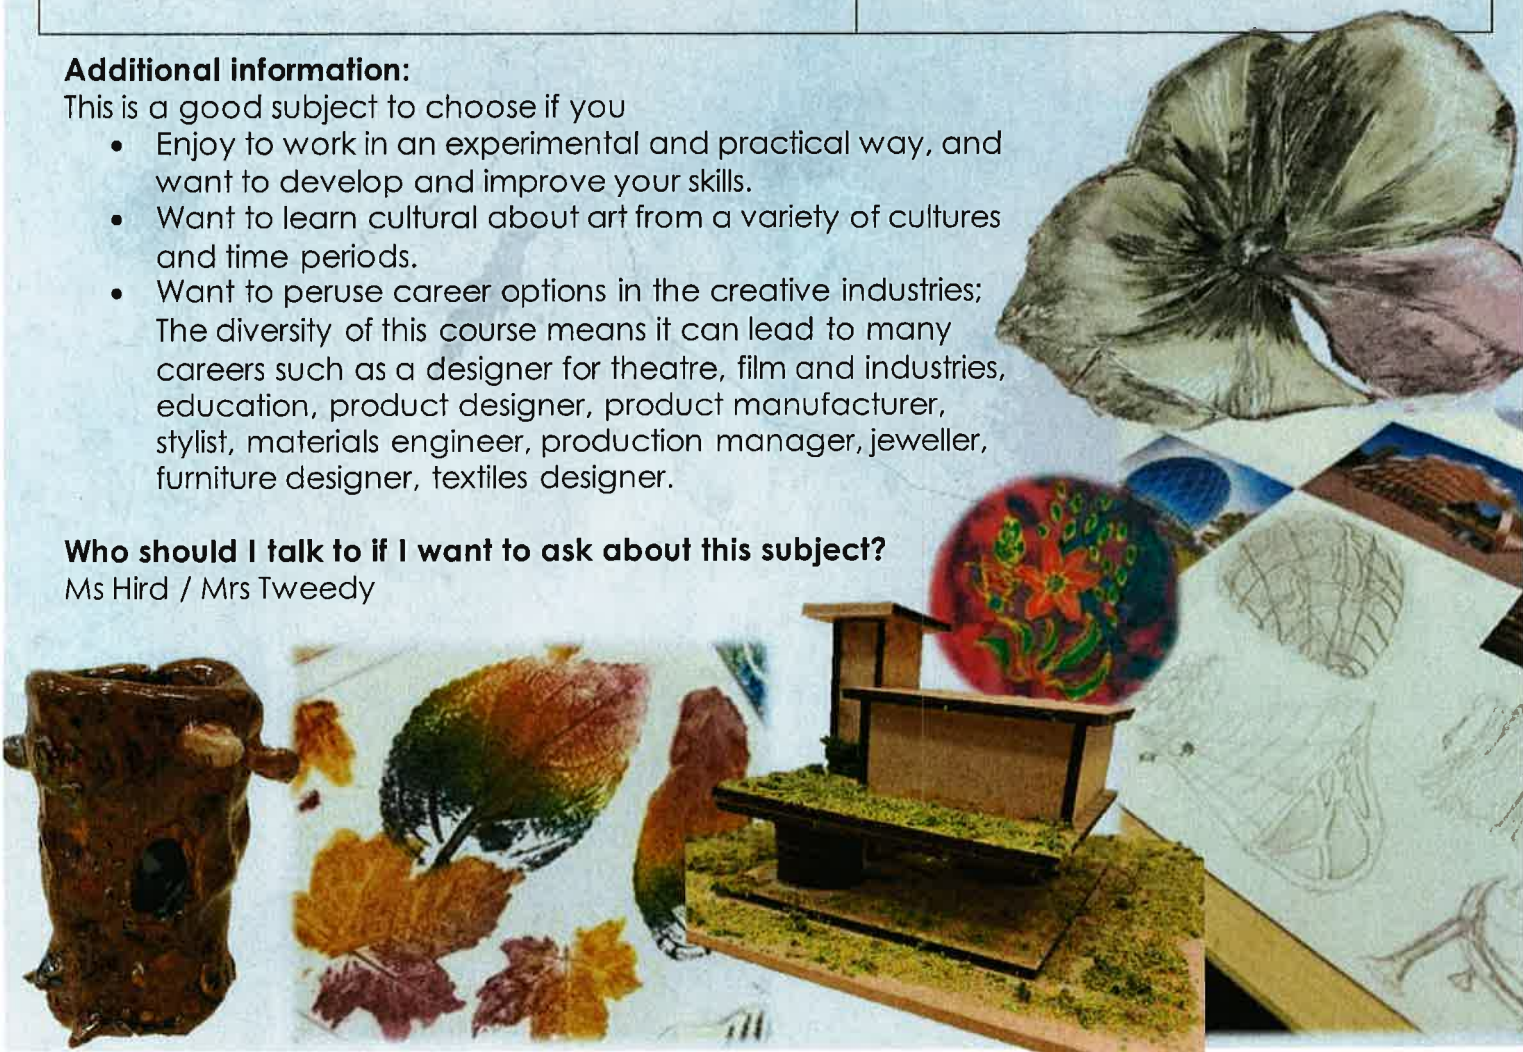 Additional information:
This is a good subject to choose if you
• Enjoy to work in an experimental and practical way, and
want to develop and improve your skills.
• Want to learn cultural about art from a variety of cultures
and time periods.
• Want to peruse career options in the creative industries;
The diversity of this course means it can lead to many
careers such as a designer for theatre, film and industries,
education, product designer, product manufacturer,
stylist, materials engineer, production manager, jeweller,
furniture designer, textiles designer.
Who should I talk to if I want to ask about this subject?
Ms Hird / Mrs Tweedy